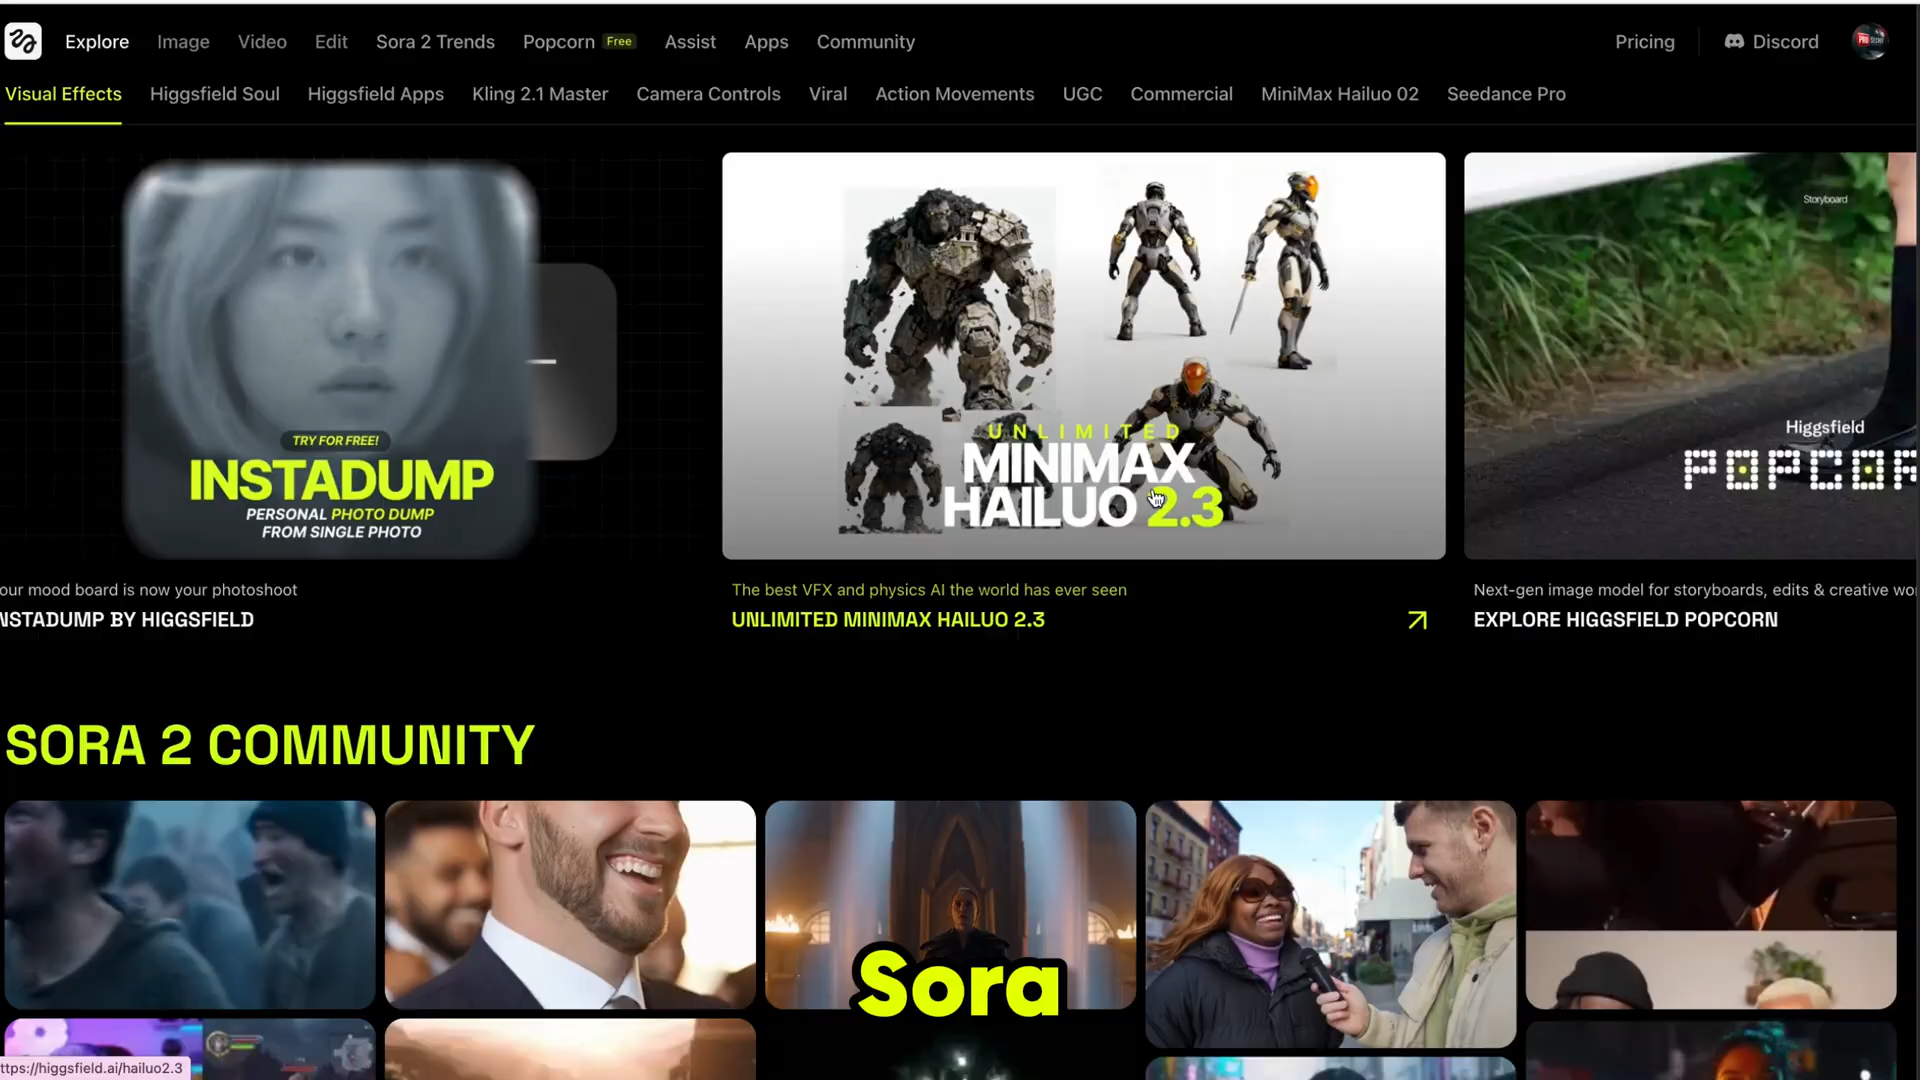 Explore Image Video Edit Sora 2 Trends Popcorn Free Assist Apps Community Pricing Discord
Visual Effects Higgsfield Soul Higgsfield Apps Kling 2.1 Master Camera Controls Viral Action Movements UGC Commercial MiniMax Hailuo 02 Seedance Pro
TRY FOR FREE!
INSTADUMP
PERSONAL PHOTO DUMP
FROM SINGLE PHOTO
our mood board is now your photoshoot
NSTADUMP BY HIGGSFIELD
UNLIMITED
MINIMAX
HAILUO 2.3
The best VFX and physics AI the world has ever seen
UNLIMITED MINIMAX HAILUO 2.3
Storyboard
Higgsfield
POPCOR
Next-gen image model for storyboards, edits & creative wo
EXPLORE HIGGSFIELD POPCORN
SORA 2 COMMUNITY
Sora
ttps://higgsfield.ai/hailuo2.3